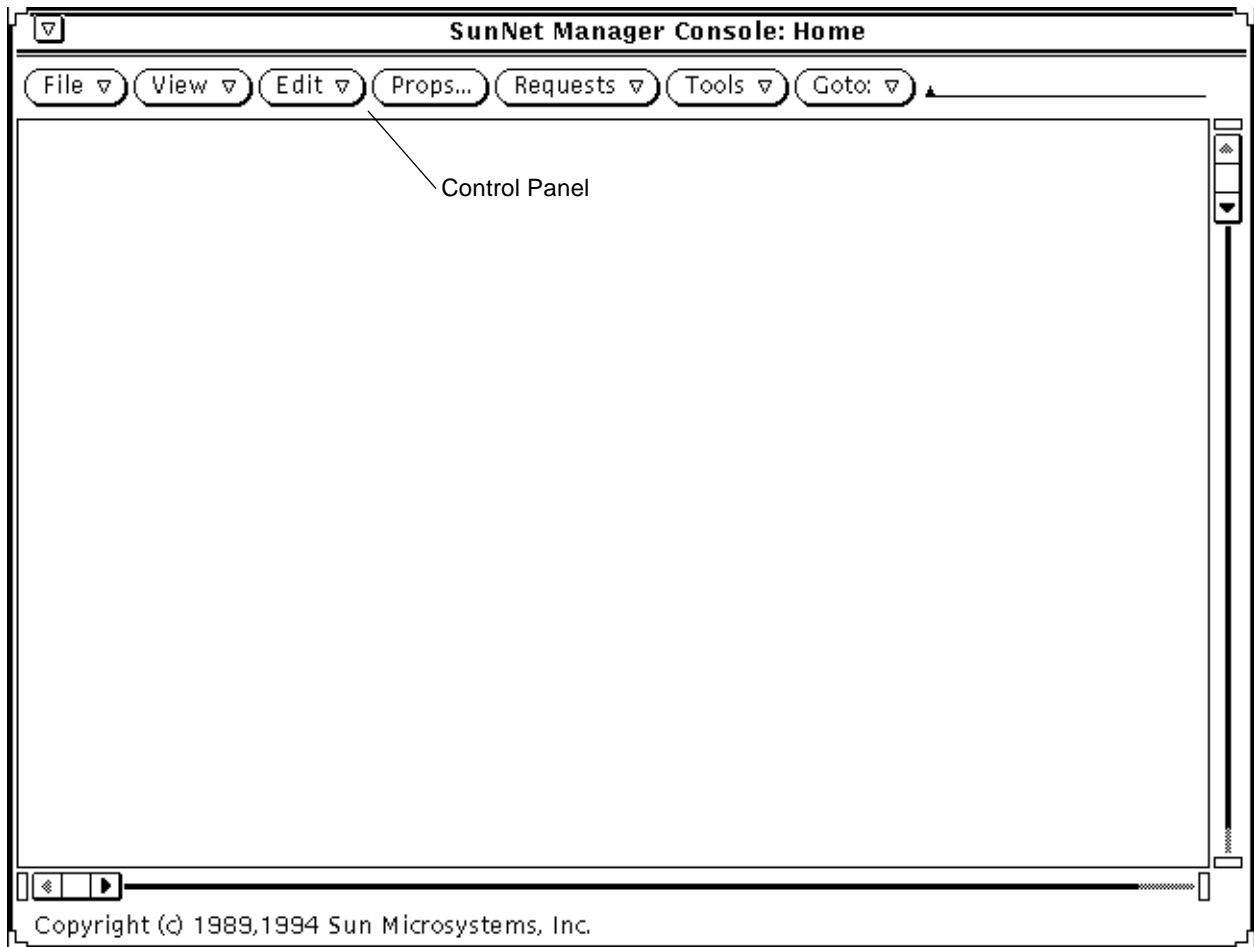 SunNet Manager Console: Home
File View Edit Props... Requests Tools Goto:
Control Panel
Copyright (c) 1989,1994 Sun Microsystems, Inc.